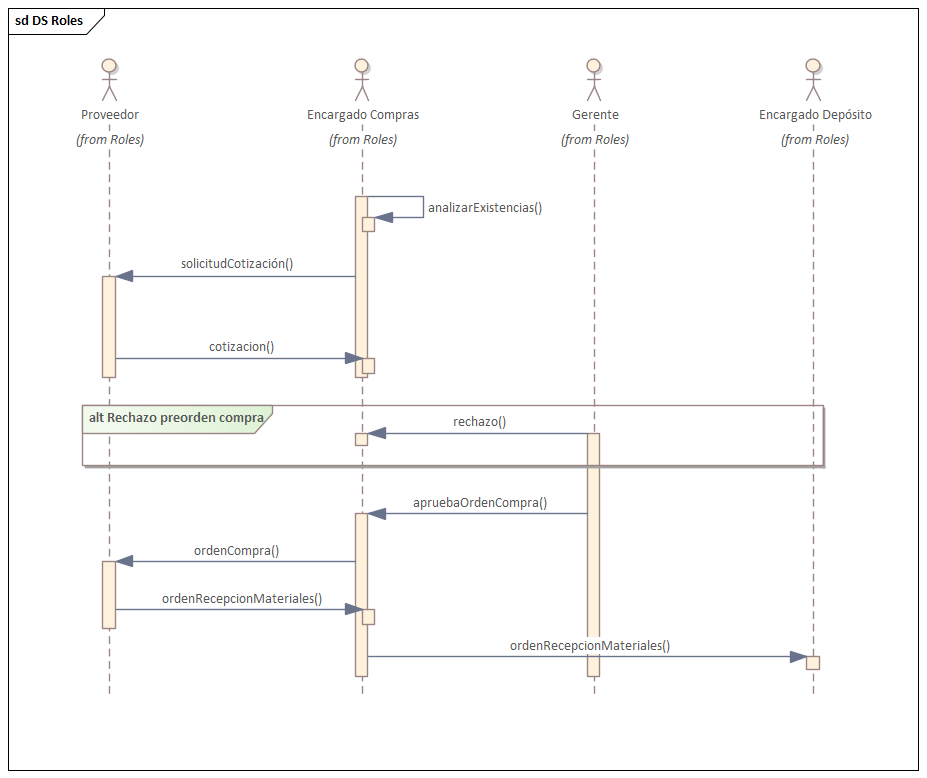 sd DS Roles
Proveedor
(from Roles)
Encargado Compras
(from Roles)
Gerente
(from Roles)
Encargado Depósito
(from Roles)
analizarExistencias()
solicitudCotización()
cotizacion()
alt Rechazo preorden compra
rechazo()
apruebaOrdenCompra()
ordenCompra()
ordenRecepcionMateriales()
ordenRecepcionMateriales()